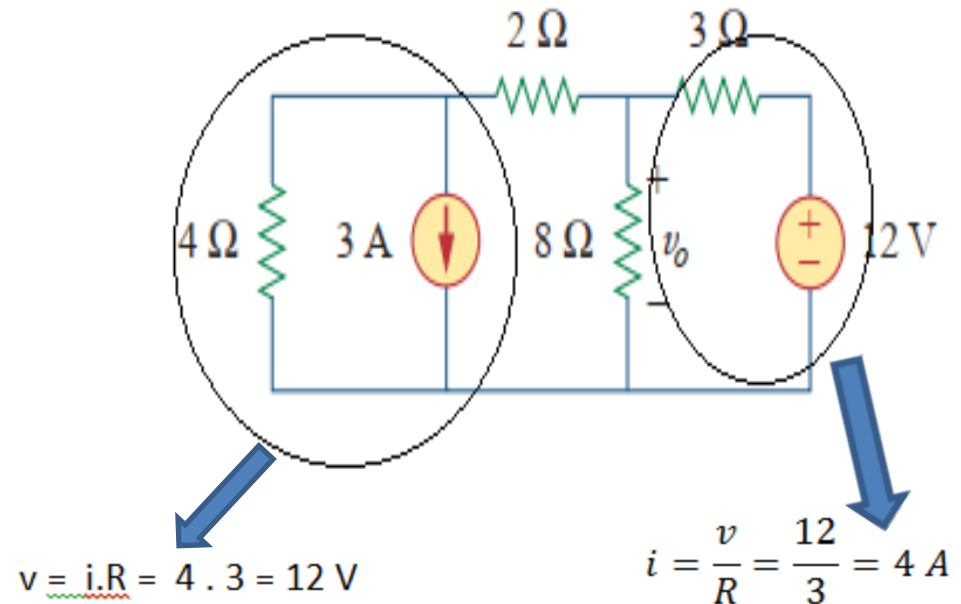 2 Ω 3 Ω
4 Ω 3 A 8 Ω + v₀ − + − 12 V
v = i.R = 4 . 3 = 12 V
i = v/R = 12/3 = 4 A